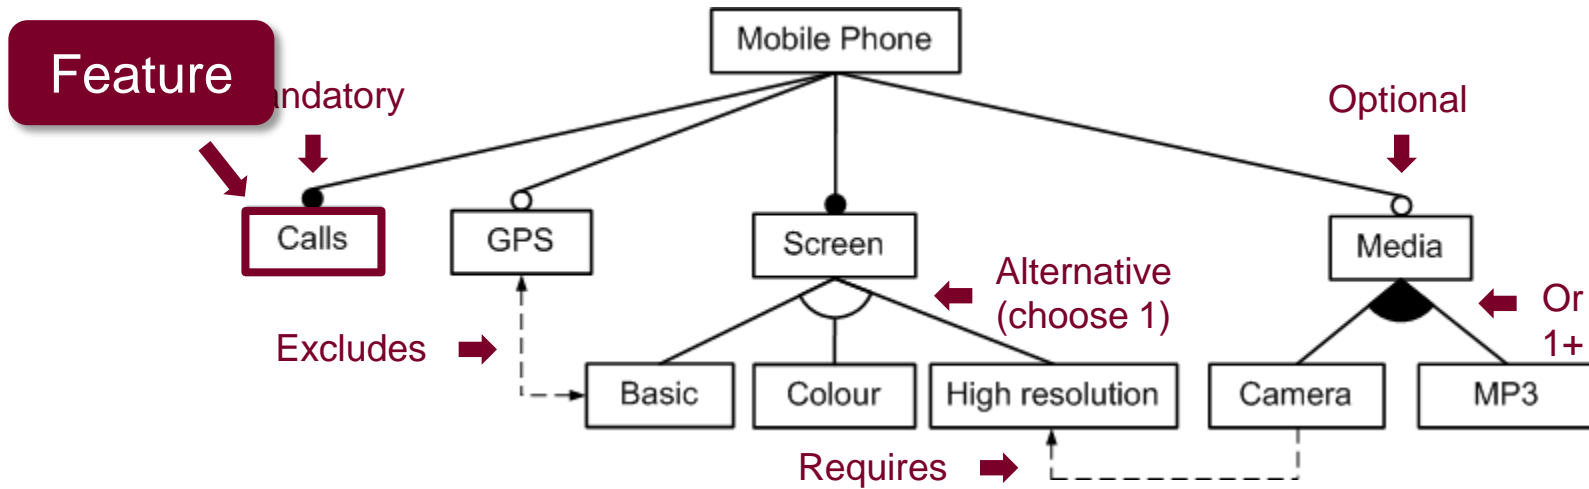 Mobile Phone
Feature
andatory
Optional
Calls
GPS
Screen
Media
Alternative
(choose 1)
Or
1+
Excludes
Basic
Colour
High resolution
Camera
MP3
Requires